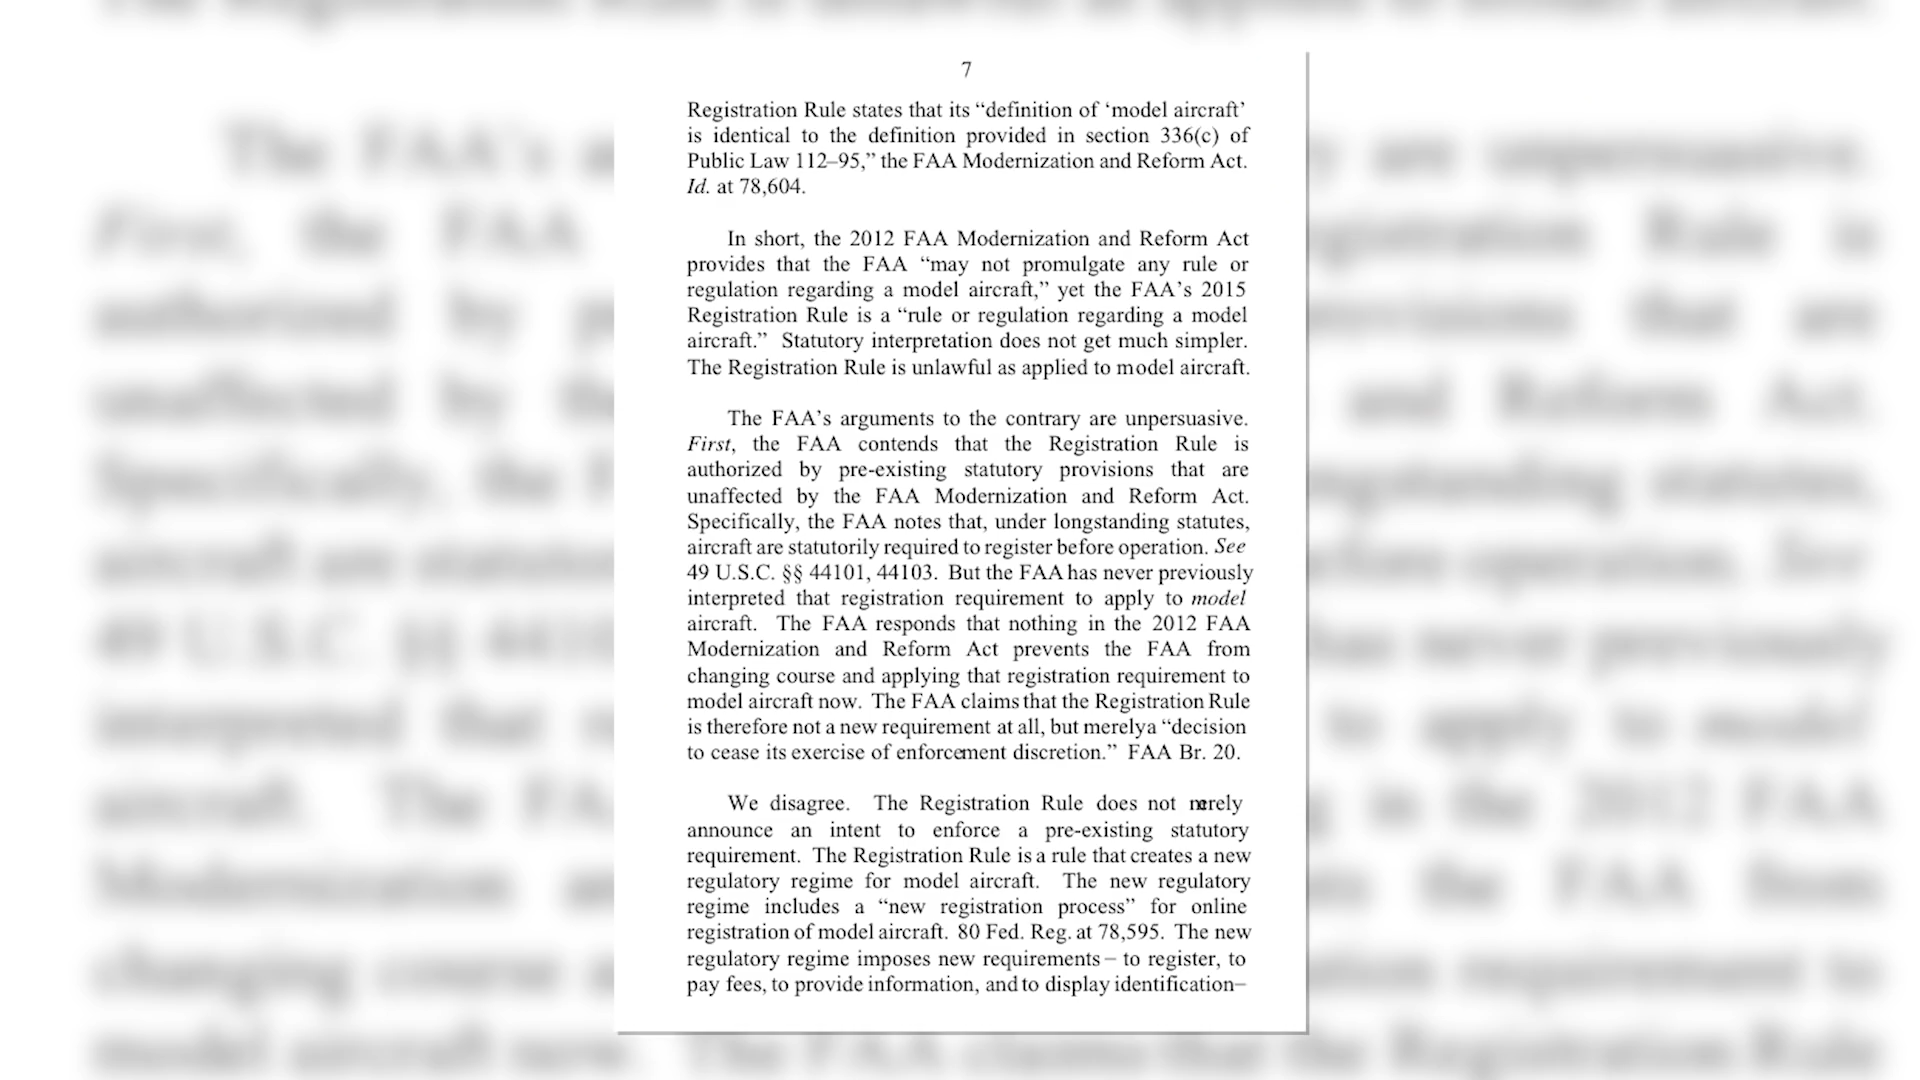 7
Registration Rule states that its “definition of ‘model aircraft’
is identical to the definition provided in section 336(c) of
Public Law 112–95,” the FAA Modernization and Reform Act.
Id. at 78,604.
In short, the 2012 FAA Modernization and Reform Act
provides that the FAA “may not promulgate any rule or
regulation regarding a model aircraft,” yet the FAA’s 2015
Registration Rule is a “rule or regulation regarding a model
aircraft.” Statutory interpretation does not get much simpler.
The Registration Rule is unlawful as applied to model aircraft.
The FAA’s arguments to the contrary are unpersuasive.
First, the FAA contends that the Registration Rule is
authorized by pre-existing statutory provisions that are
unaffected by the FAA Modernization and Reform Act.
Specifically, the FAA notes that, under longstanding statutes,
aircraft are statutorily required to register before operation. See
49 U.S.C. §§ 44101, 44103. But the FAA has never previously
interpreted that registration requirement to apply to model
aircraft. The FAA responds that nothing in the 2012 FAA
Modernization and Reform Act prevents the FAA from
changing course and applying that registration requirement to
model aircraft now. The FAA claims that the Registration Rule
is therefore not a new requirement at all, but merely a “decision
to cease its exercise of enforcement discretion.” FAA Br. 20.
We disagree. The Registration Rule does not merely
announce an intent to enforce a pre-existing statutory
requirement. The Registration Rule is a rule that creates a new
regulatory regime for model aircraft. The new regulatory
regime includes a “new registration process” for online
registration of model aircraft. 80 Fed. Reg. at 78,595. The new
regulatory regime imposes new requirements – to register, to
pay fees, to provide information, and to display identification–